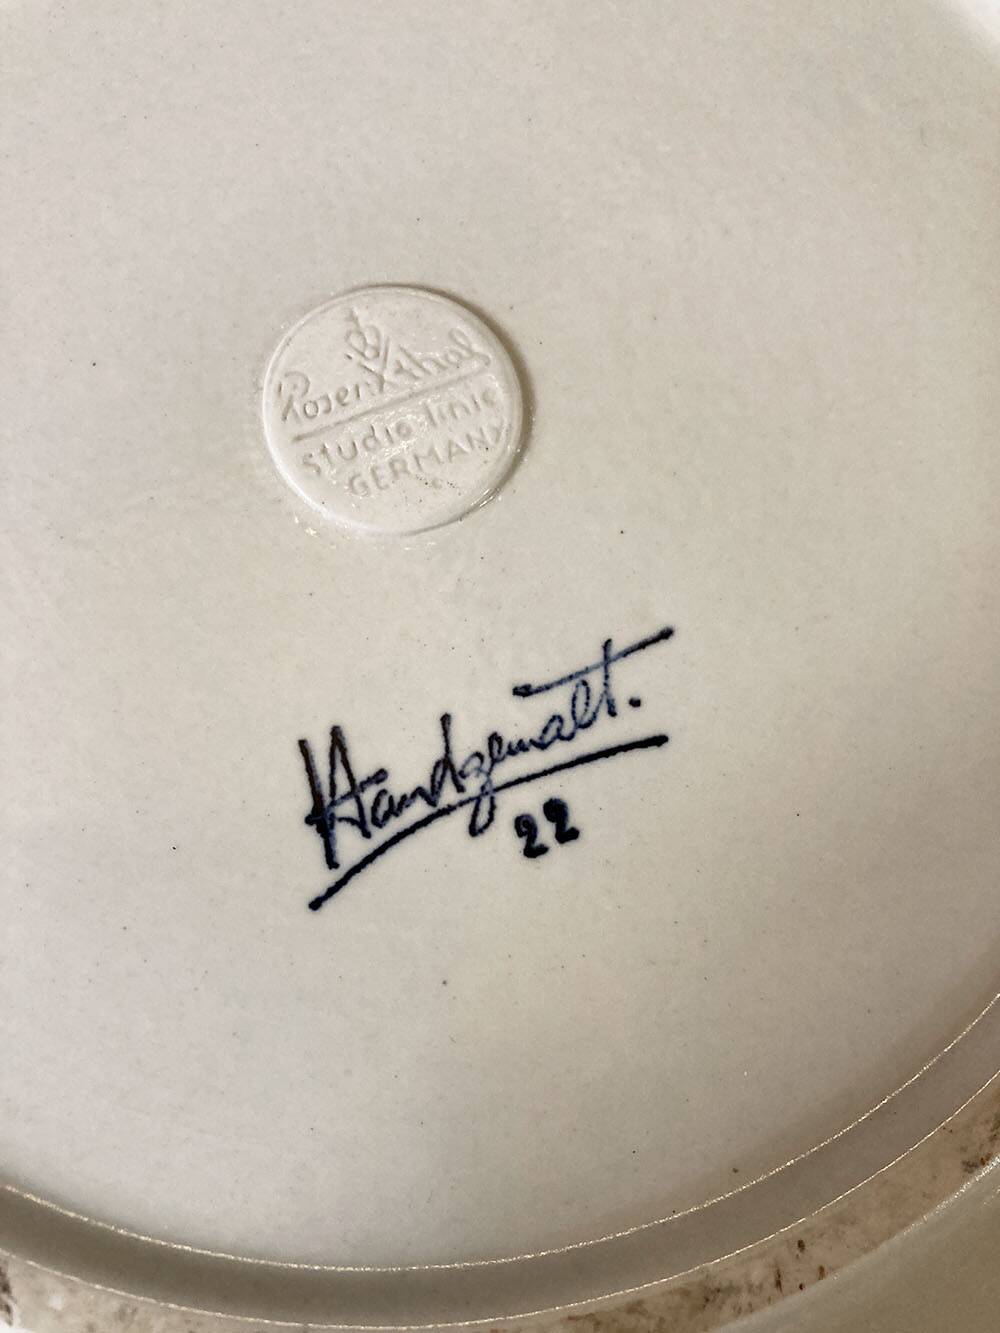 Rosenthal
studio-linie
GERMANY
Handgemalt.
22